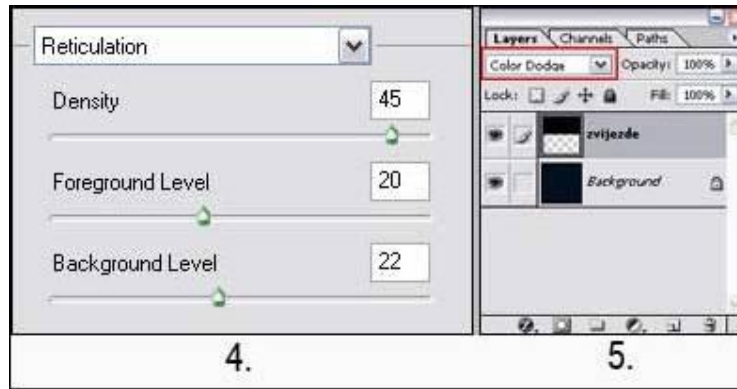 Reticulation
Density 45
Foreground Level 20
Background Level 22
4.
Layers Channels Paths
Color Dodge Opacity: 100%
Lock: Fill: 100%
zvijezde
Background
5.